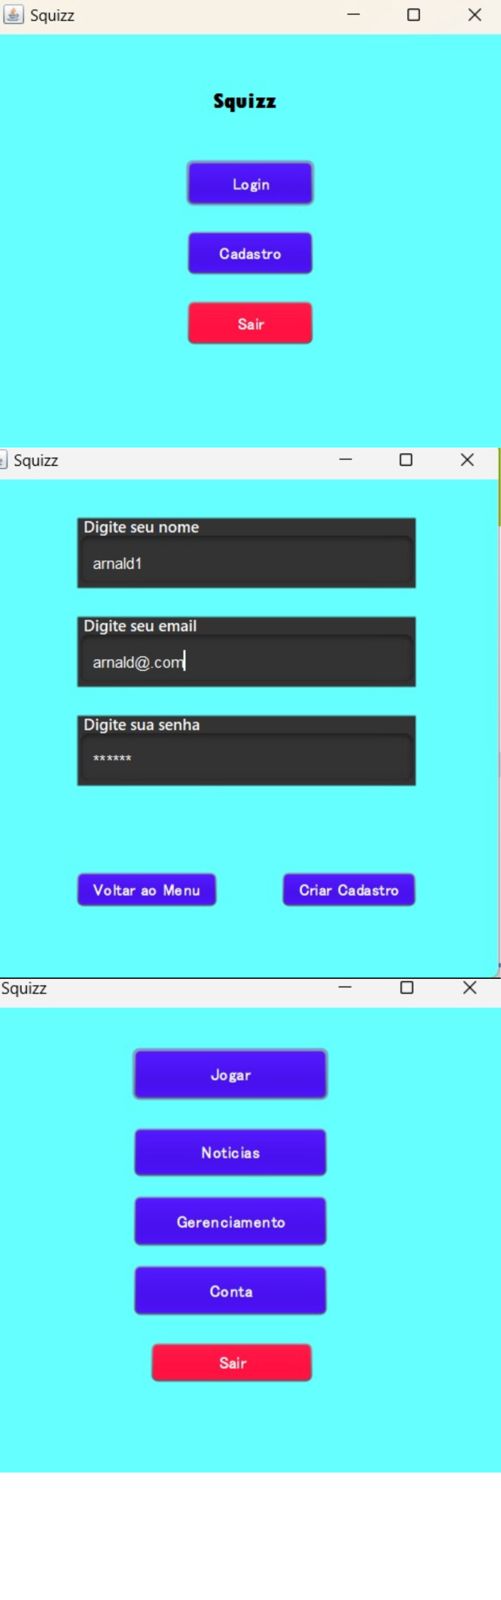 Squizz
Squizz
Login
Cadastro
Sair
Squizz
Digite seu nome
arnald1
Digite seu email
arnald@.com
Digite sua senha
******
Voltar ao Menu
Criar Cadastro
Squizz
Jogar
Noticias
Gerenciamento
Conta
Sair